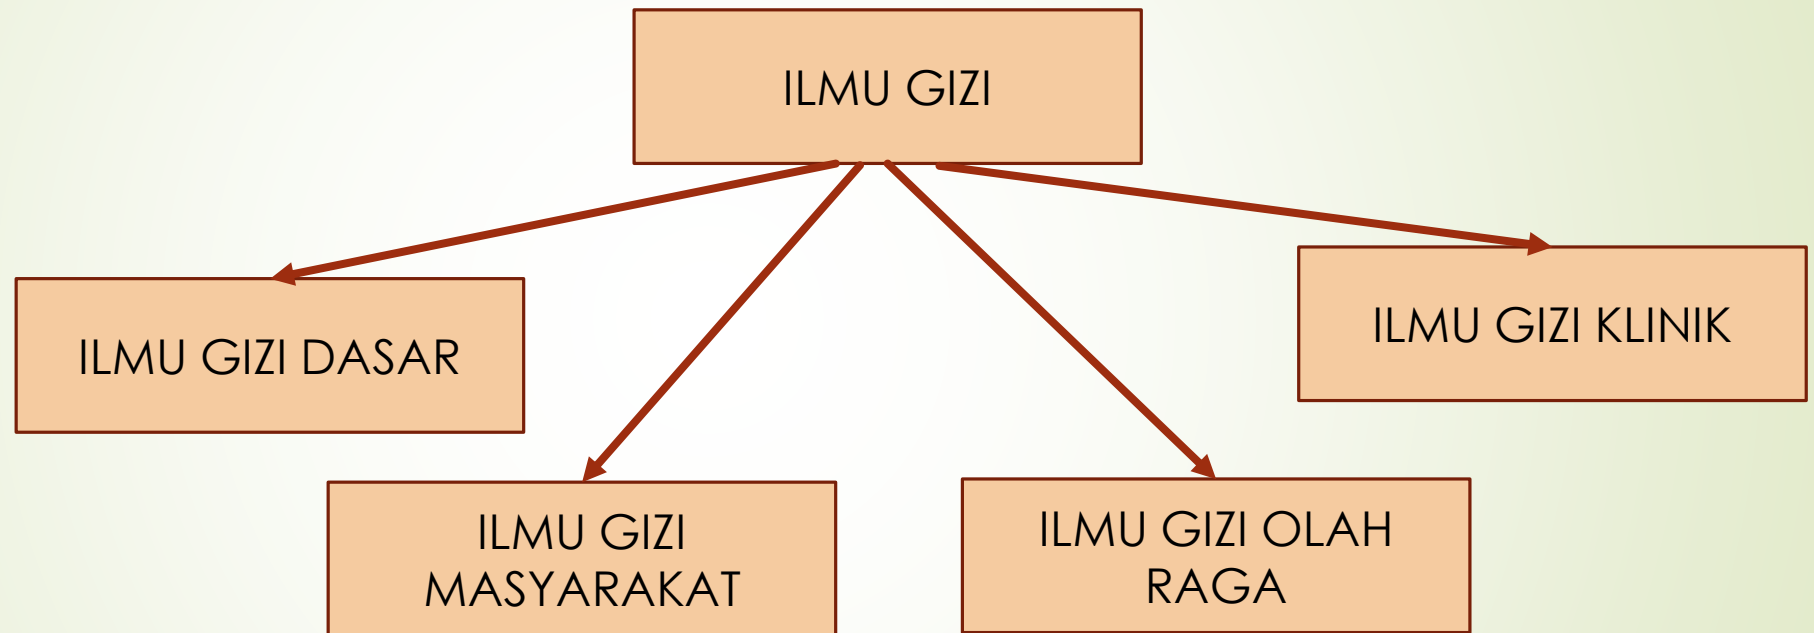 ILMU GIZI
ILMU GIZI DASAR
ILMU GIZI
MASYARAKAT
ILMU GIZI OLAH
RAGA
ILMU GIZI KLINIK